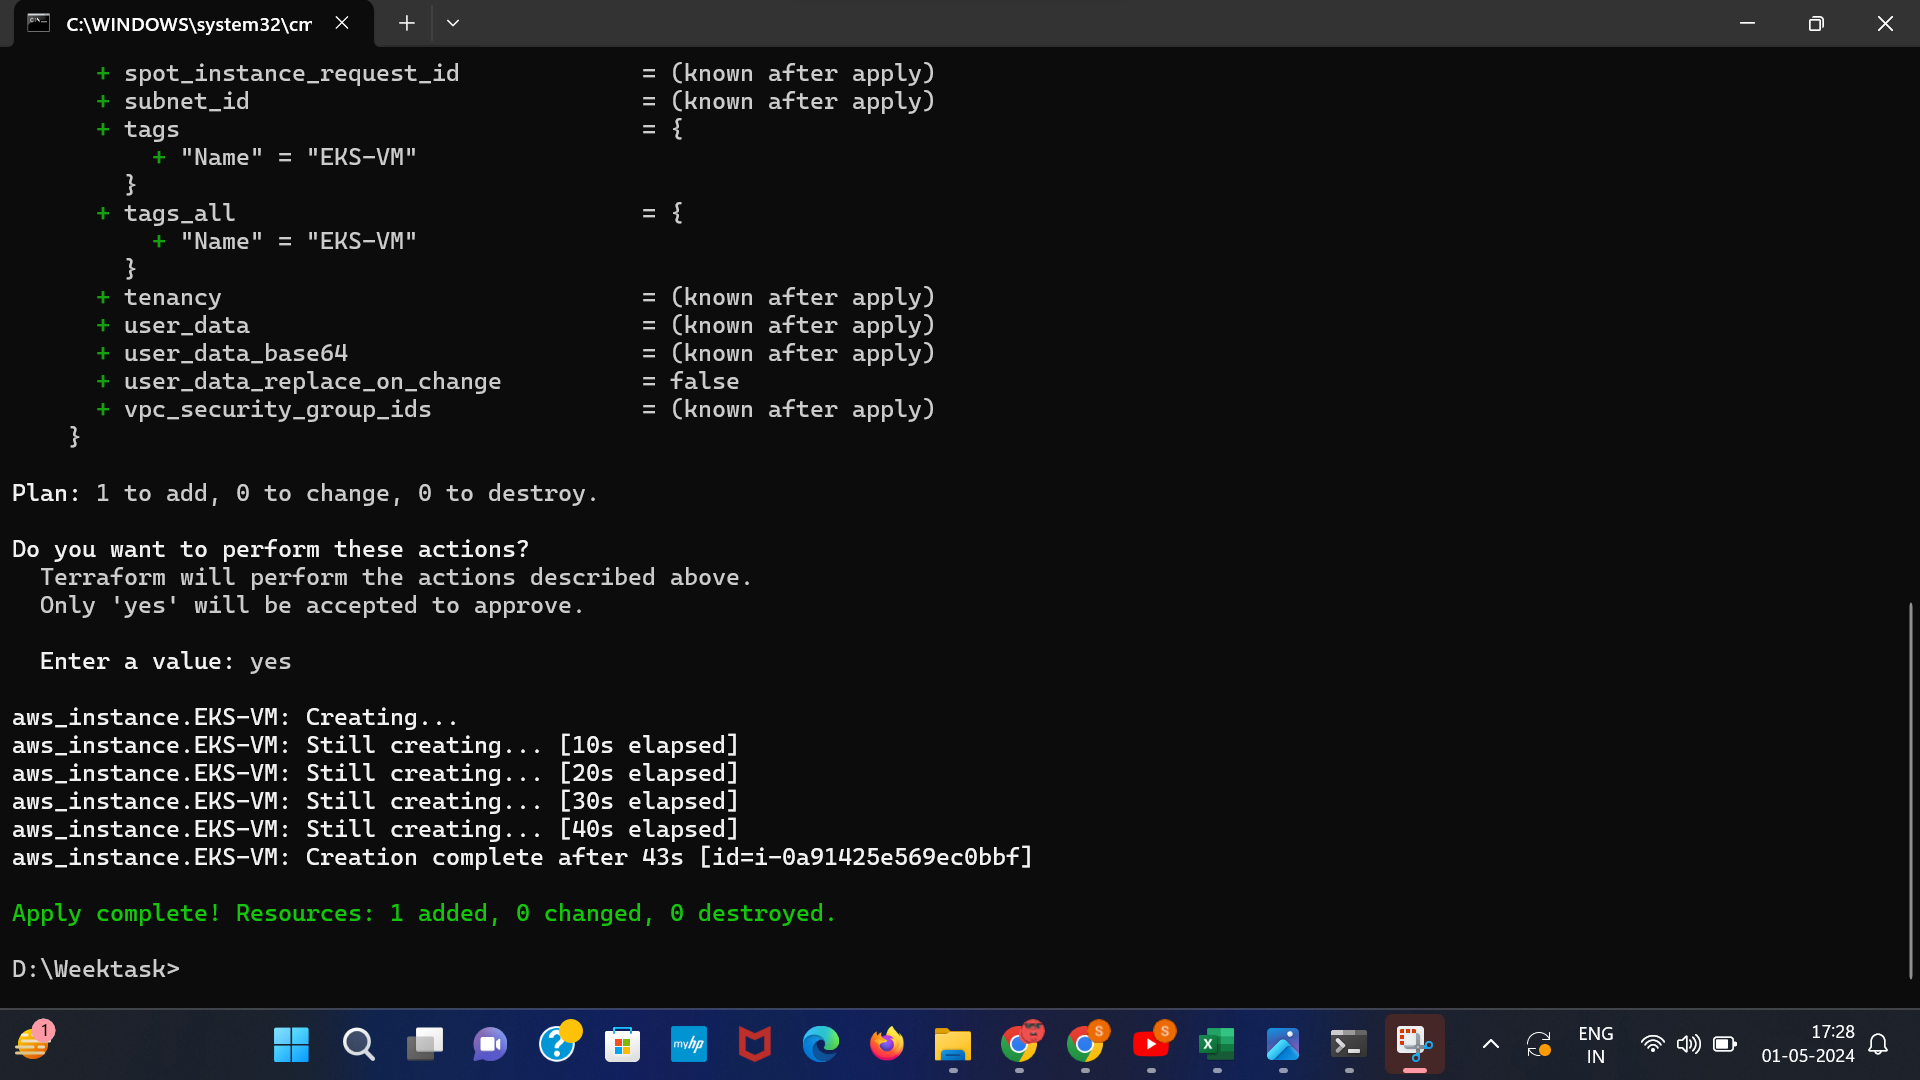 C:\WINDOWS\system32\cm
+ spot_instance_request_id = (known after apply)
+ subnet_id = (known after apply)
+ tags = {
+ "Name" = "EKS-VM"
}
+ tags_all = {
+ "Name" = "EKS-VM"
}
+ tenancy = (known after apply)
+ user_data = (known after apply)
+ user_data_base64 = (known after apply)
+ user_data_replace_on_change = false
+ vpc_security_group_ids = (known after apply)
}
Plan: 1 to add, 0 to change, 0 to destroy.
Do you want to perform these actions?
Terraform will perform the actions described above.
Only 'yes' will be accepted to approve.
Enter a value: yes
aws_instance.EKS-VM: Creating...
aws_instance.EKS-VM: Still creating... [10s elapsed]
aws_instance.EKS-VM: Still creating... [20s elapsed]
aws_instance.EKS-VM: Still creating... [30s elapsed]
aws_instance.EKS-VM: Still creating... [40s elapsed]
aws_instance.EKS-VM: Creation complete after 43s [id=i-0a91425e569ec0bbf]
Apply complete! Resources: 1 added, 0 changed, 0 destroyed.
D:\Weektask>
1
?
myhp
S
S
X
ENG
IN
17:28
01-05-2024